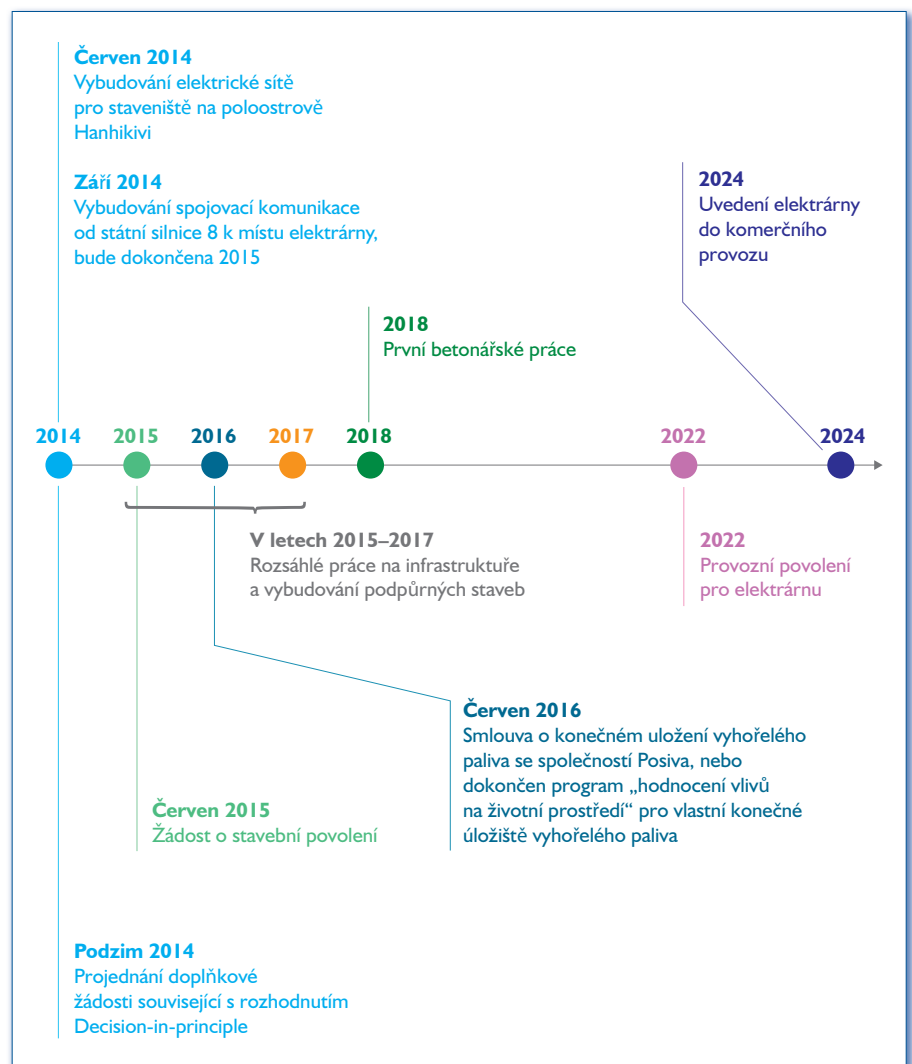 Červen 2014
Vybudování elektrické sítě
pro staveniště na poloostrově
Hanhikivi
Září 2014
Vybudování spojovací komunikace
od státní silnice 8 k místu elektrárny,
bude dokončena 2015
2024
Uvedení elektrárny
do komerčního
provozu
2018
První betonářské práce
2014 2015 2016 2017 2018 2022 2024
V letech 2015–2017
Rozsáhlé práce na infrastruktuře
a vybudování podpůrných staveb
2022
Provozní povolení
pro elektrárnu
Červen 2016
Smlouva o konečném uložení vyhořelého
paliva se společností Posiva, nebo
dokončen program „hodnocení vlivů
na životní prostředí“ pro vlastní konečné
úložiště vyhořelého paliva
Červen 2015
Žádost o stavební povolení
Podzim 2014
Projednání doplňkové
žádosti související s rozhodnutím
Decision-in-principle